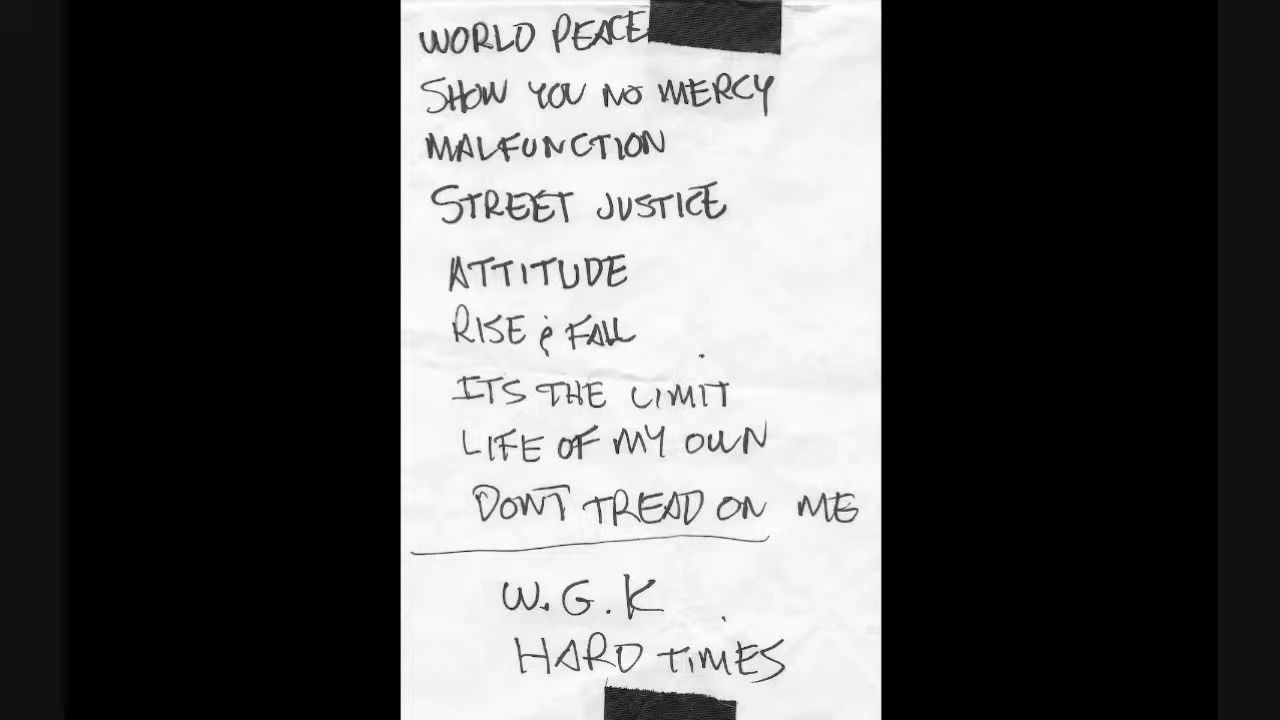 WORLD PEACE
SHOW YOU NO MERCY
MALFUNCTION
STREET JUSTICE
ATTITUDE
RISE & FALL
ITS THE LIMIT
LIFE OF MY OWN
DONT TREAD ON ME
W.G.K
HARD TIMES